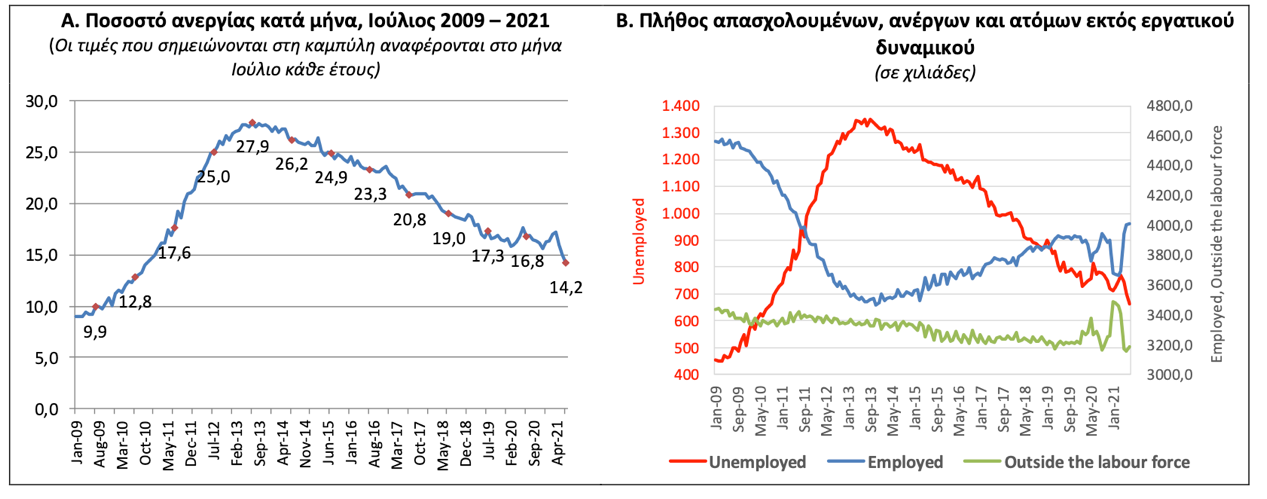 Α. Ποσοστό ανεργίας κατά μήνα, Ιούλιος 2009 – 2021
(Οι τιμές που σημειώνονται στη καμπύλη αναφέρονται στο μήνα
Ιούλιο κάθε έτους)
30,0
25,0
20,0
15,0
10,0
5,0
0,0
9,9
12,8
17,6
25,0
27,9
26,2
24,9
23,3
20,8
19,0
17,3
16,8
14,2
Jan-09
Aug-09
Mar-10
Oct-10
May-11
Dec-11
Jul-12
Feb-13
Sep-13
Apr-14
Nov-14
Jun-15
Jan-16
Aug-16
Mar-17
Oct-17
May-18
Dec-18
Jul-19
Feb-20
Sep-20
Apr-21
Β. Πλήθος απασχολουμένων, ανέργων και ατόμων εκτός εργατικού
δυναμικού
(σε χιλιάδες)
Unemployed
1.400
1.300
1.200
1.100
1.000
900
800
700
600
500
400
4800,0
4600,0
4400,0
4200,0
4000,0
3800,0
3600,0
3400,0
3200,0
3000,0
Employed, Outside the labour force
Jan-09
Sep-09
May-10
Jan-11
Sep-11
May-12
Jan-13
Sep-13
May-14
Jan-15
Sep-15
May-16
Jan-17
Sep-17
May-18
Jan-19
Sep-19
May-20
Jan-21
Unemployed
Employed
Outside the labour force